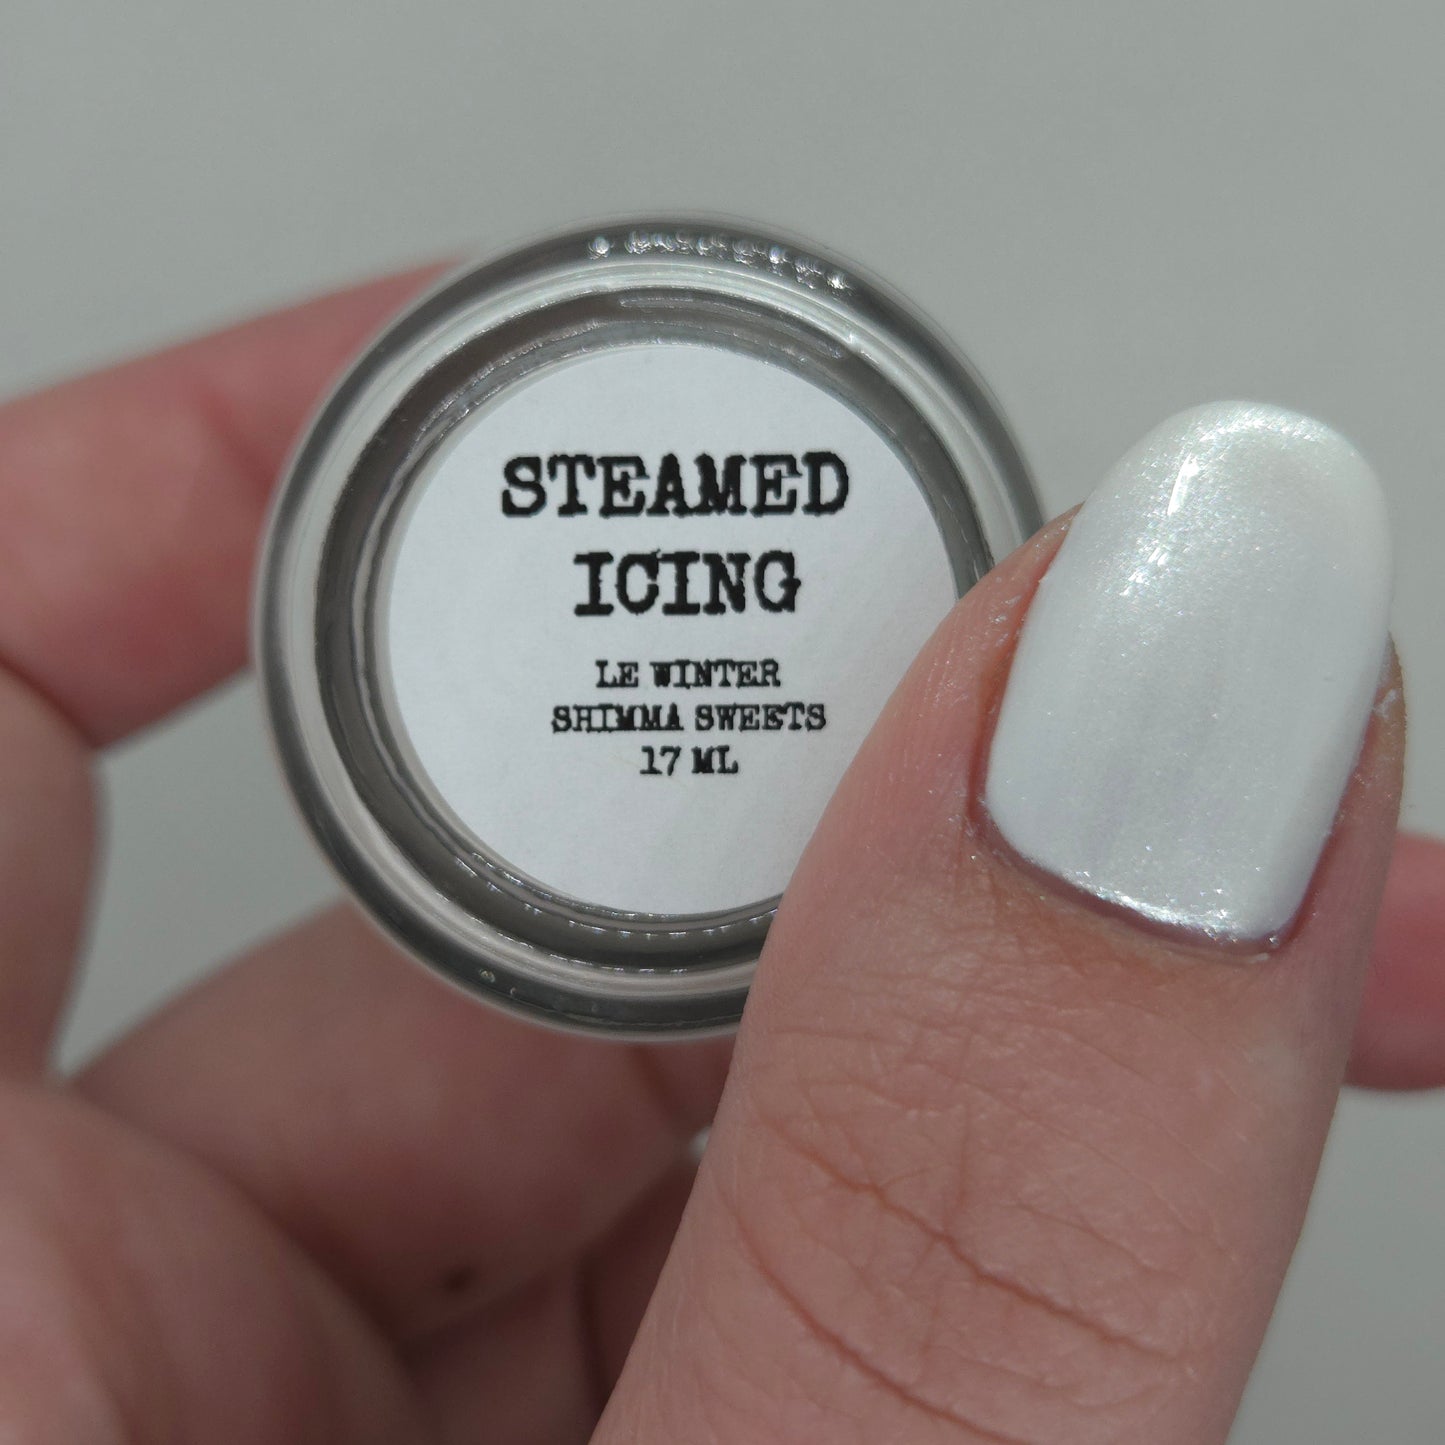 STEAMED
ICING
LE WINTER
SHIMMA SWEETS
17 ML